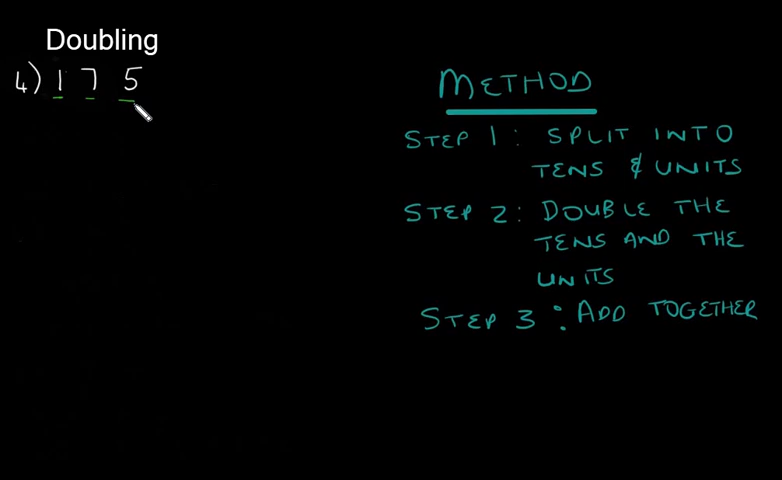 Doubling
4) 1 7 5
METHOD
STEP 1: SPLIT INTO
TENS & UNITS
STEP 2: DOUBLE THE
TENS AND THE
UNITS
STEP 3: ADD TOGETHER